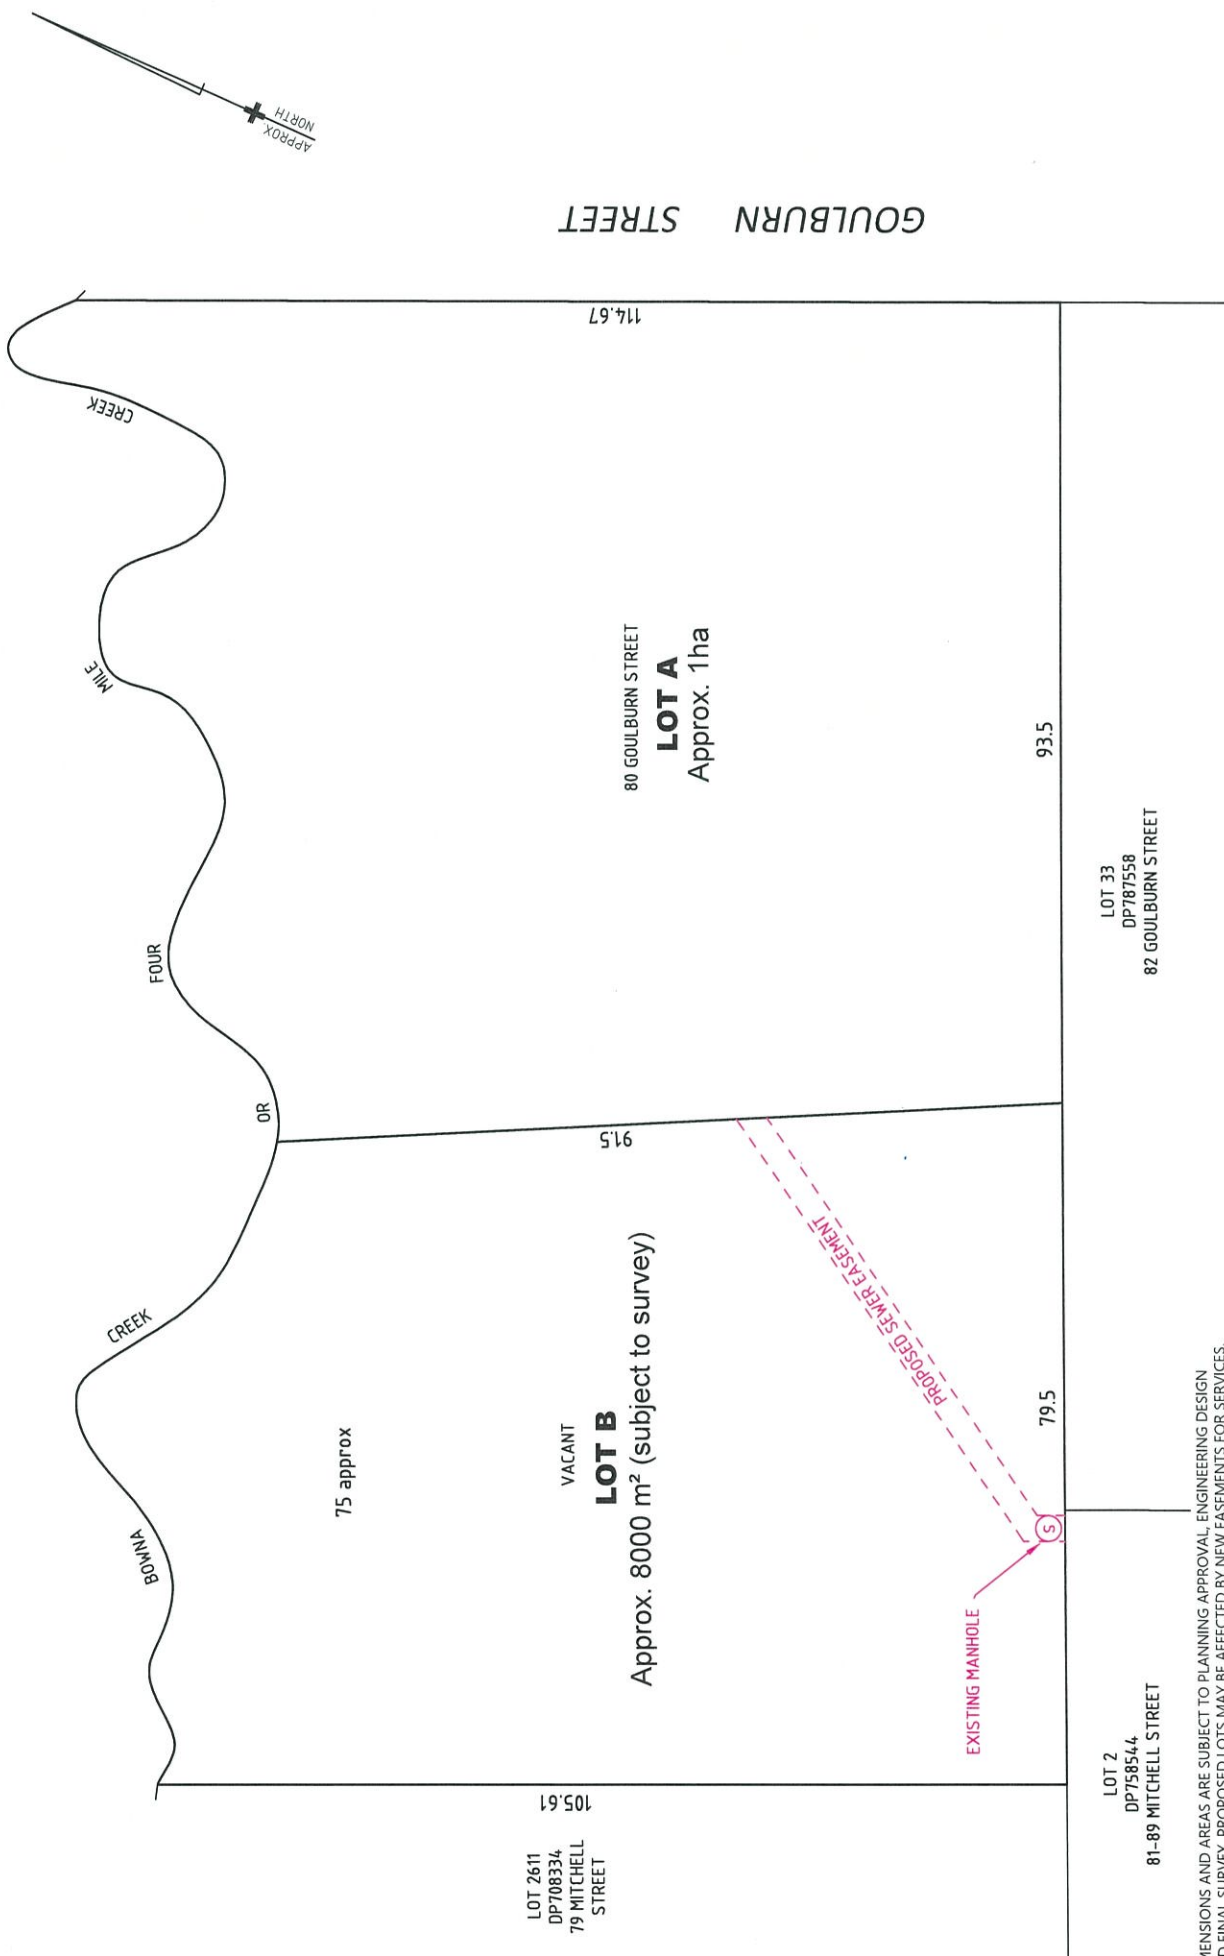 APPROX.
NORTH
GOULBURN STREET
114.67
CREEK
MILE
FOUR
OR
CREEK
BOWNA
80 GOULBURN STREET
LOT A
Approx. 1ha
93.5
91.5
75 approx
VACANT
LOT B
Approx. 8000 m² (subject to survey)
PROPOSED SEWER EASEMENT
79.5
S
EXISTING MANHOLE
105.61
LOT 2611
DP708334
79 MITCHELL
STREET
LOT 33
DP787558
82 GOULBURN STREET
LOT 2
DP758544
81-89 MITCHELL STREET
AND AREAS ARE SUBJECT TO PLANNING APPROVAL, ENGINEERING DESIGN
FINAL SURVEY. PROPOSED LOTS MAY BE AFFECTED BY NEW EASEMENTS FOR SERVICES.